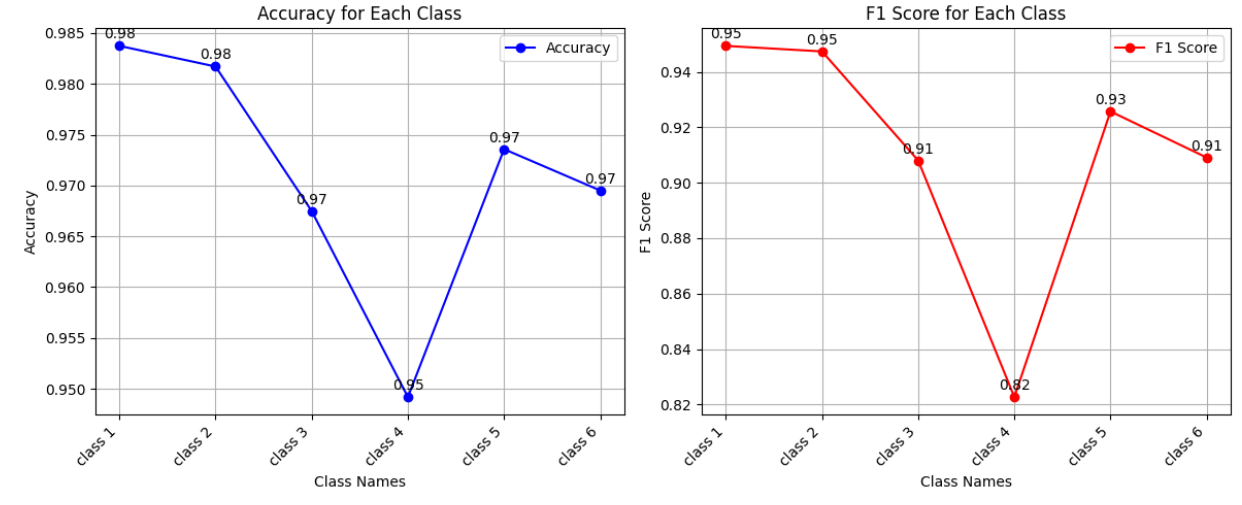 Accuracy for Each Class
0.985
0.980
0.975
0.970
0.965
0.960
0.955
0.950
Accuracy
0.98
0.98
0.97
0.95
0.97
0.97
Accuracy
class 1
class 2
class 3
class 4
class 5
class 6
Class Names
F1 Score for Each Class
0.94
0.92
0.90
0.88
0.86
0.84
0.82
F1 Score
0.95
0.95
0.91
0.82
0.93
0.91
F1 Score
class 1
class 2
class 3
class 4
class 5
class 6
Class Names